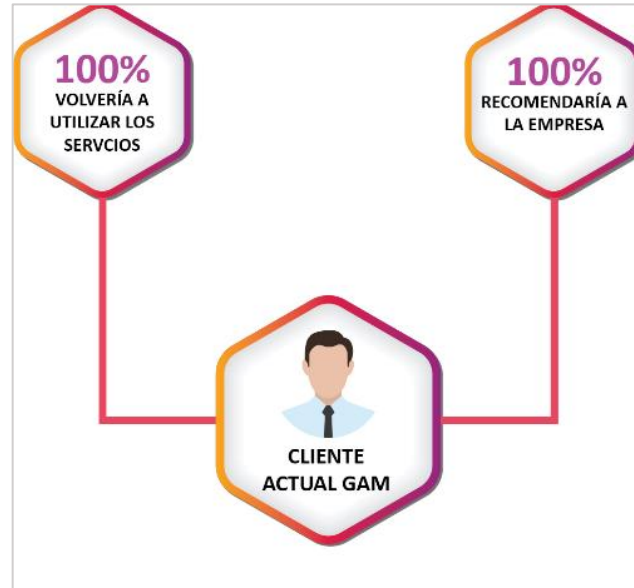 100%
VOLVERÍA A
UTILIZAR LOS
SERVCIOS
100%
RECOMENDARÍA A
LA EMPRESA
CLIENTE
ACTUAL GAM